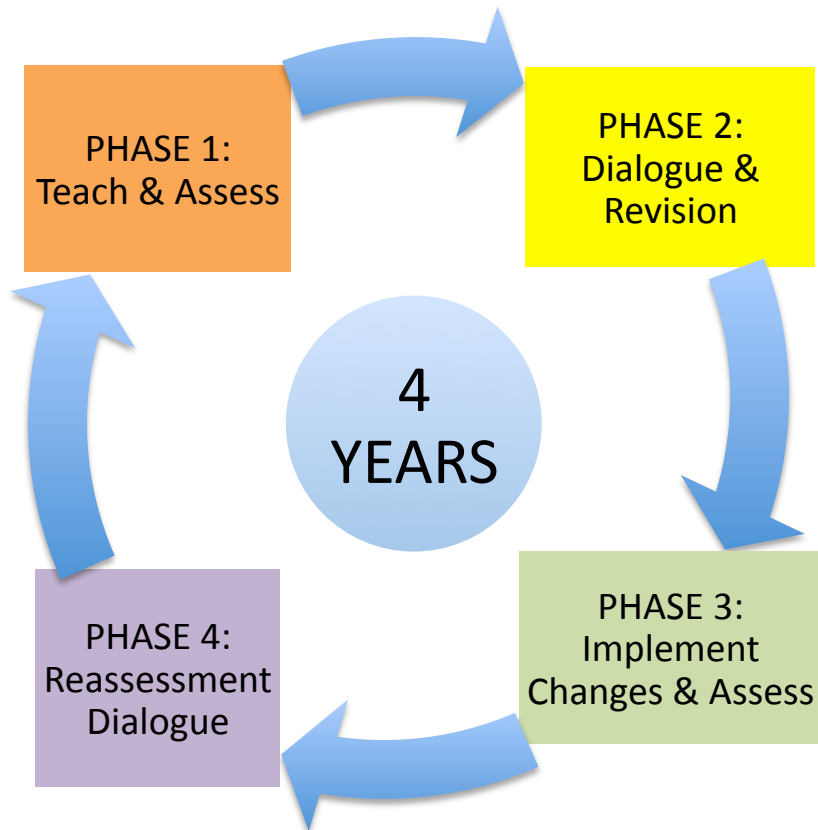 PHASE 1:
Teach & Assess
PHASE 2:
Dialogue &
Revision
4
YEARS
PHASE 3:
Implement
Changes & Assess
PHASE 4:
Reassessment
Dialogue